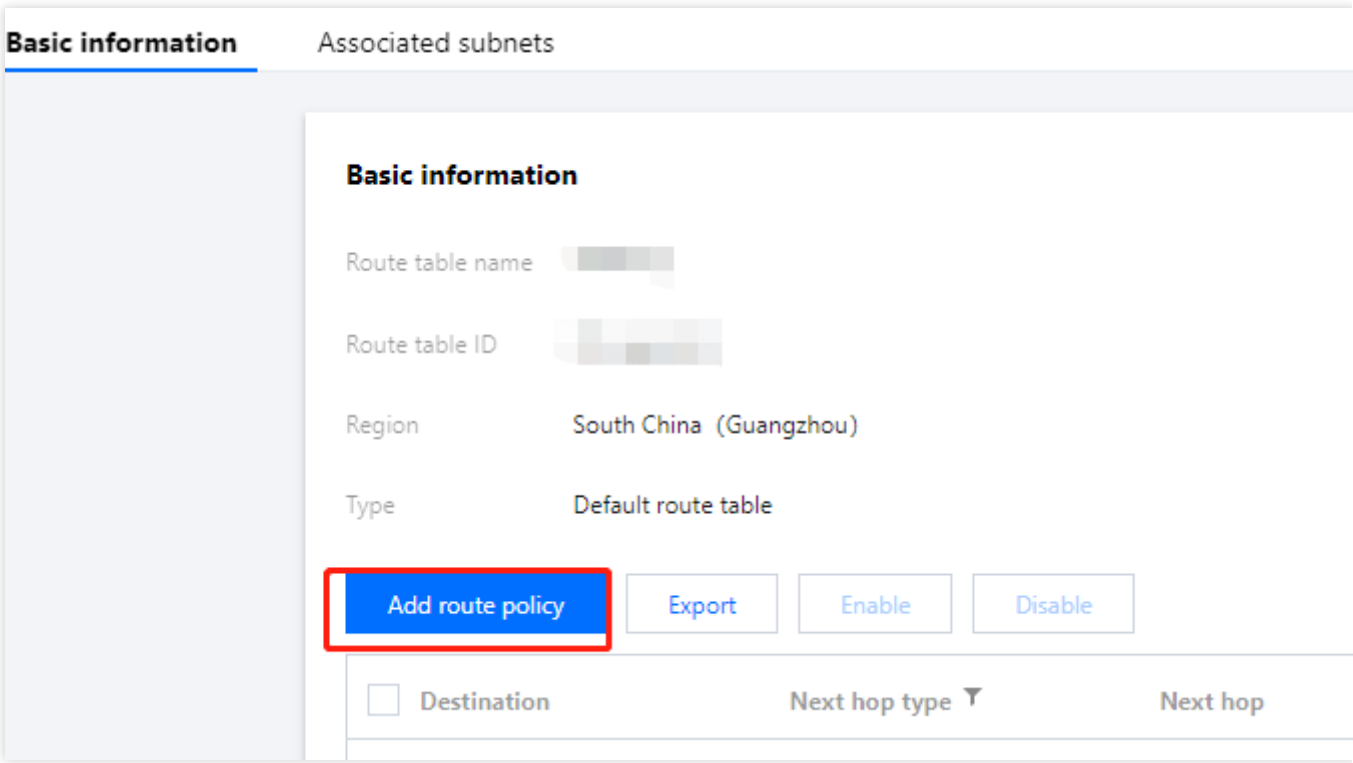 Basic information Associated subnets
Basic information
Route table name
Route table ID
Region South China (Guangzhou)
Type Default route table
Add route policy Export Enable Disable
Destination Next hop type Next hop